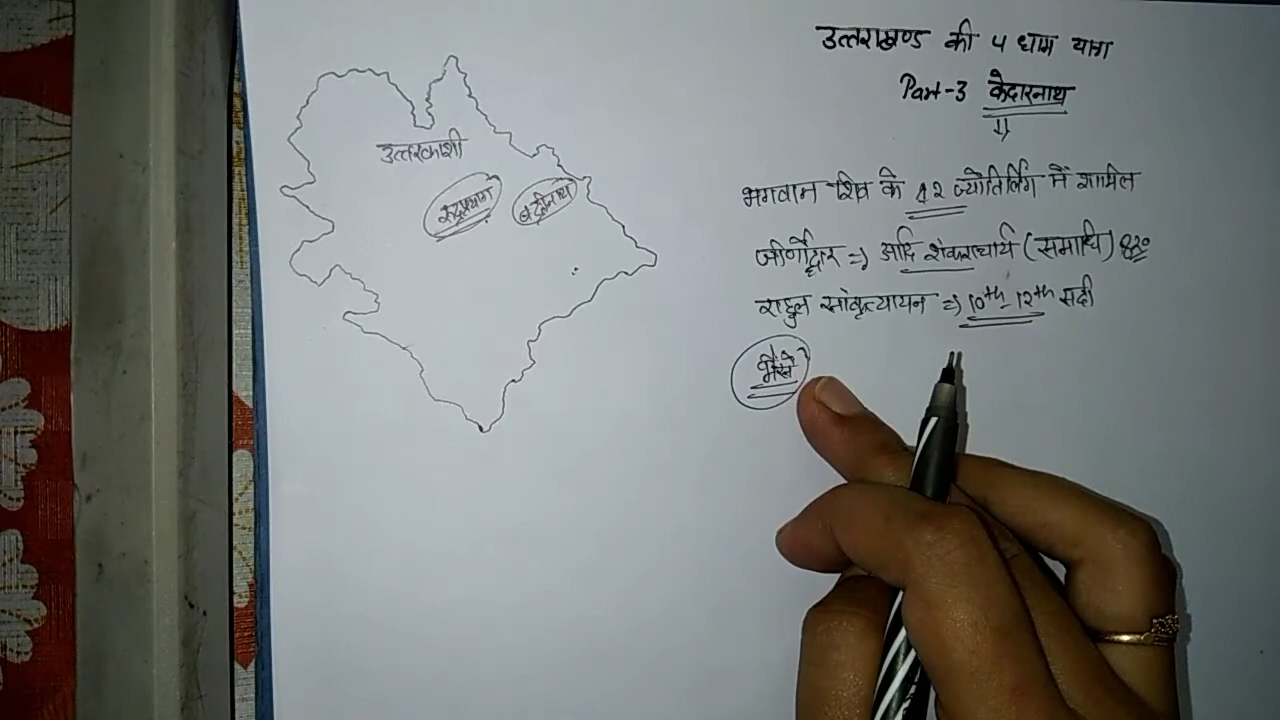 उत्तराखण्ड की 4 धाम यात्रा
Part-3 केदारनाथ
भगवान शिव के 12 ज्योतिर्लिंग में शामिल
जीर्णोद्वार => आदि शंकराचार्य (समाधि) 820
राहुल सांकृत्यायन => 10th-12th सदी
भैंसे
उत्तरकाशी
रुद्रप्रयाग
बद्रीनाथ